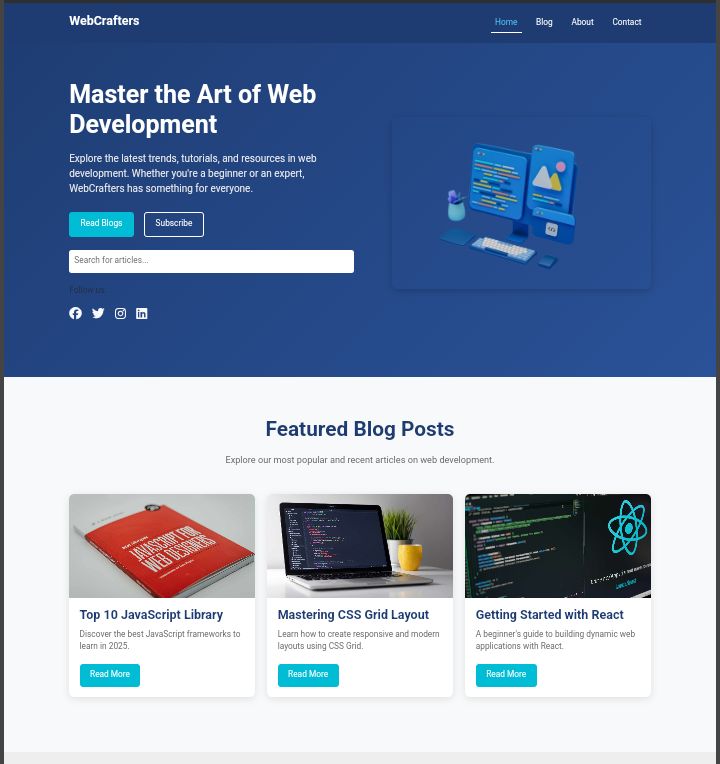 WebCrafters
Home Blog About Contact
Master the Art of Web
Development
Explore the latest trends, tutorials, and resources in web
development. Whether you're a beginner or an expert,
WebCrafters has something for everyone.
Read Blogs Subscribe
Search for articles...
Follow us:
Featured Blog Posts
Explore our most popular and recent articles on web development.
JAVASCRIPT FOR
WEB DESIGNERS
Top 10 JavaScript Library
Discover the best JavaScript frameworks to
learn in 2025.
Read More
Mastering CSS Grid Layout
Learn how to create responsive and modern
layouts using CSS Grid.
Read More
Getting Started with React
A beginner's guide to building dynamic web
applications with React.
Read More